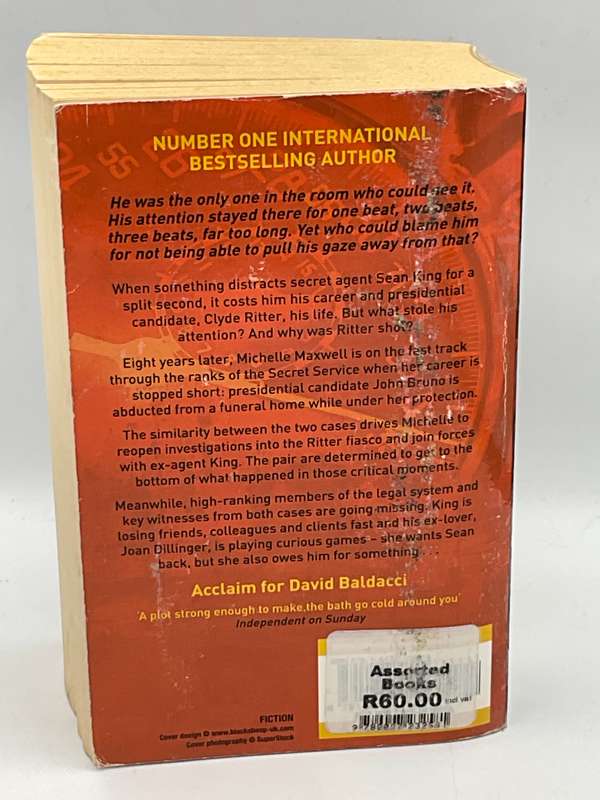 NUMBER ONE INTERNATIONAL
BESTSELLING AUTHOR
He was the only one in the room who could see it.
His attention stayed there for one beat, two beats,
three beats, far too long. Yet who could blame him
for not being able to pull his gaze away from that?
When something distracts secret agent Sean King for a
split second, it costs him his career and presidential
candidate, Clyde Ritter, his life. But what stole his
attention? And why was Ritter shot?
Eight years later, Michelle Maxwell is on the fast track
through the ranks of the Secret Service when her career is
stopped short: presidential candidate John Bruno is
abducted from a funeral home while under her protection.
The similarity between the two cases drives Michelle to
reopen investigations into the Ritter fiasco and join forces
with ex-agent King. The pair are determined to get to the
bottom of what happened in those critical moments.
Meanwhile, high-ranking members of the legal system and
key witnesses from both cases are going missing. King is
losing friends, colleagues and clients fast and his ex-lover,
Joan Dillinger, is playing curious games – she wants Sean
back, but she also owes him for something . . .
Acclaim for David Baldacci
'A plot strong enough to make the bath go cold around you'
Independent on Sunday
Assorted
Books
R60.00 incl vat
FICTION
Cover design © www.blacksheep-uk.com
Cover photography © SuperStock
55